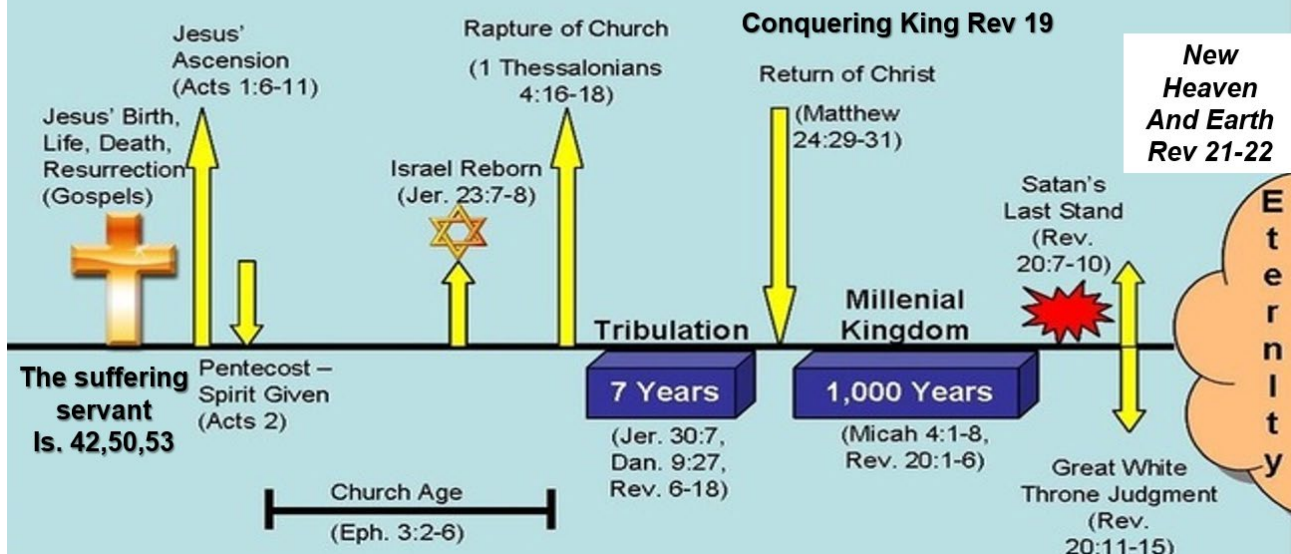 Jesus'
Ascension
(Acts 1:6-11)
Jesus' Birth,
Life, Death,
Resurrection
(Gospels)
The suffering
servant
Is. 42,50,53
Pentecost –
Spirit Given
(Acts 2)
Church Age
(Eph. 3:2-6)
Israel Reborn
(Jer. 23:7-8)
Rapture of Church
(1 Thessalonians
4:16-18)
Tribulation
7 Years
(Jer. 30:7,
Dan. 9:27,
Rev. 6-18)
Conquering King Rev 19
Return of Christ
(Matthew
24:29-31)
Millenial
Kingdom
1,000 Years
(Micah 4:1-8,
Rev. 20:1-6)
Satan's
Last Stand
(Rev.
20:7-10)
Great White
Throne Judgment
(Rev.
20:11-15)
New
Heaven
And Earth
Rev 21-22
EternIty